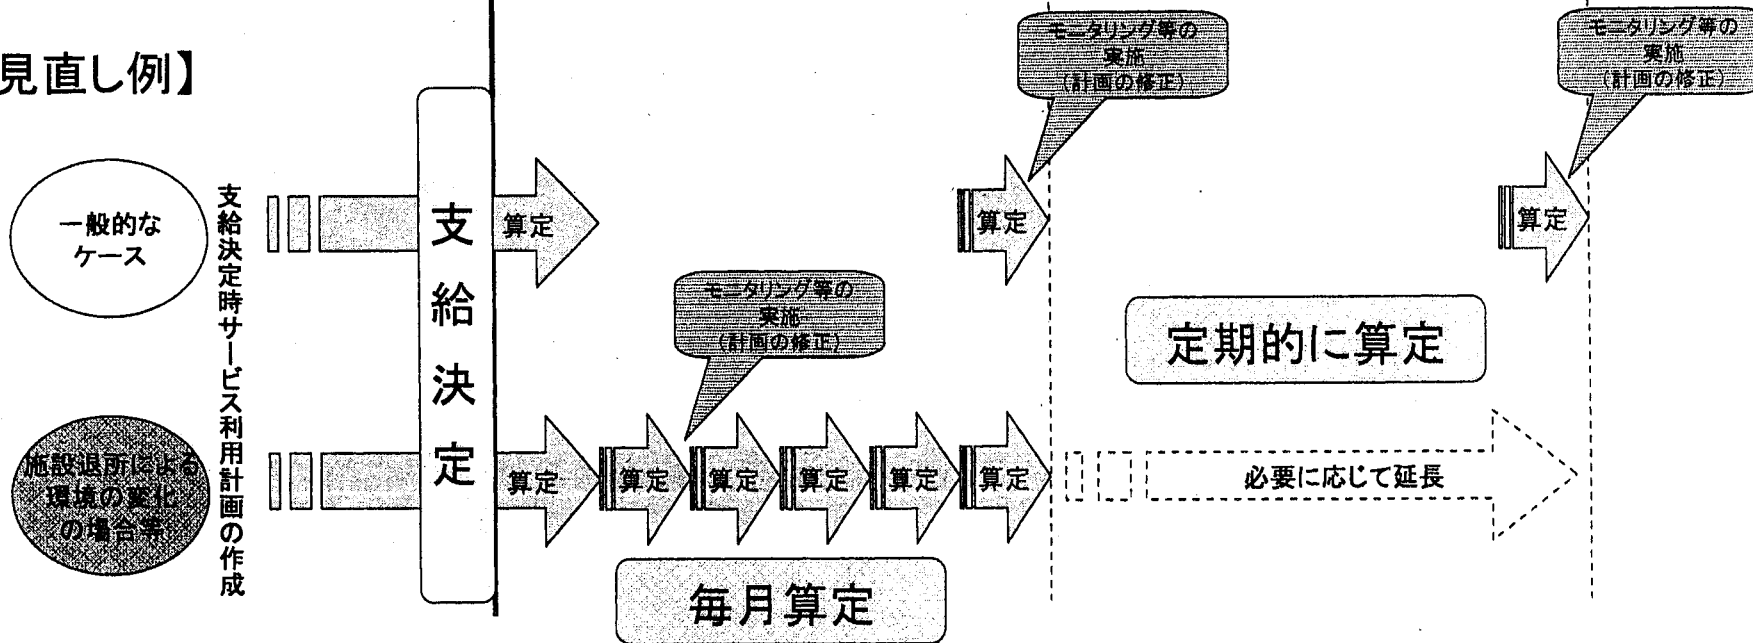 見直し例】
モニタリング等の
実施
(計画の修正)
モニタリング等の
実施
(計画の修正)
一般的な
ケース
支給決定時サービス利用計画の作成
支給決定
算定
算定
算定
モニタリング等の
実施
(計画の修正)
定期的に算定
施設退所による
環境の変化
の場合等
算定
算定
算定
算定
算定
算定
必要に応じて延長
毎月算定